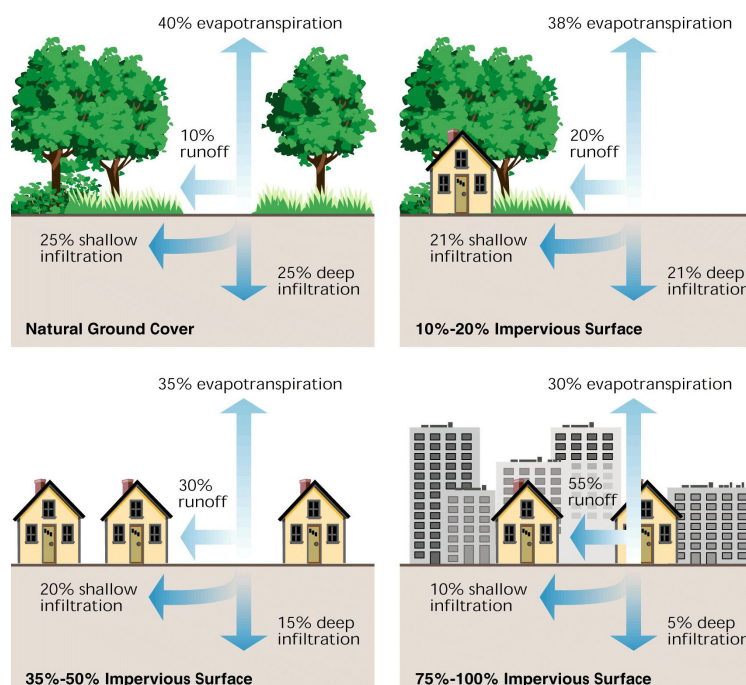 40% evapotranspiration
10%
runoff
25% shallow
infiltration
25% deep
infiltration
Natural Ground Cover
38% evapotranspiration
20%
runoff
21% shallow
infiltration
21% deep
infiltration
10%-20% Impervious Surface
35% evapotranspiration
30%
runoff
20% shallow
infiltration
15% deep
infiltration
35%-50% Impervious Surface
30% evapotranspiration
55%
runoff
10% shallow
infiltration
5% deep
infiltration
75%-100% Impervious Surface